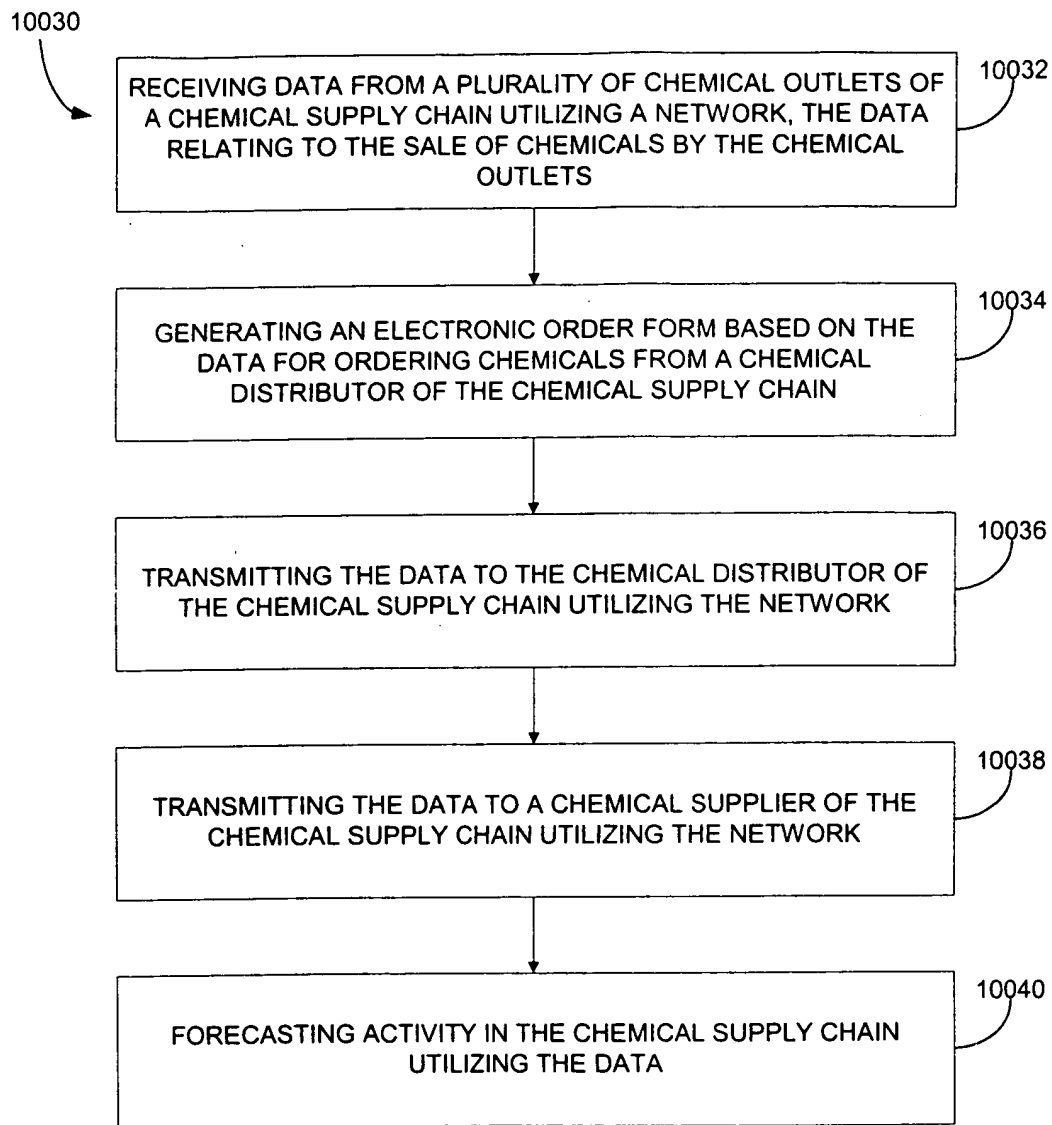 10030
RECEIVING DATA FROM A PLURALITY OF CHEMICAL OUTLETS OF
A CHEMICAL SUPPLY CHAIN UTILIZING A NETWORK, THE DATA
RELATING TO THE SALE OF CHEMICALS BY THE CHEMICAL
OUTLETS
10032
GENERATING AN ELECTRONIC ORDER FORM BASED ON THE
DATA FOR ORDERING CHEMICALS FROM A CHEMICAL
DISTRIBUTOR OF THE CHEMICAL SUPPLY CHAIN
10034
TRANSMITTING THE DATA TO THE CHEMICAL DISTRIBUTOR OF
THE CHEMICAL SUPPLY CHAIN UTILIZING THE NETWORK
10036
TRANSMITTING THE DATA TO A CHEMICAL SUPPLIER OF THE
CHEMICAL SUPPLY CHAIN UTILIZING THE NETWORK
10038
FORECASTING ACTIVITY IN THE CHEMICAL SUPPLY CHAIN
UTILIZING THE DATA
10040